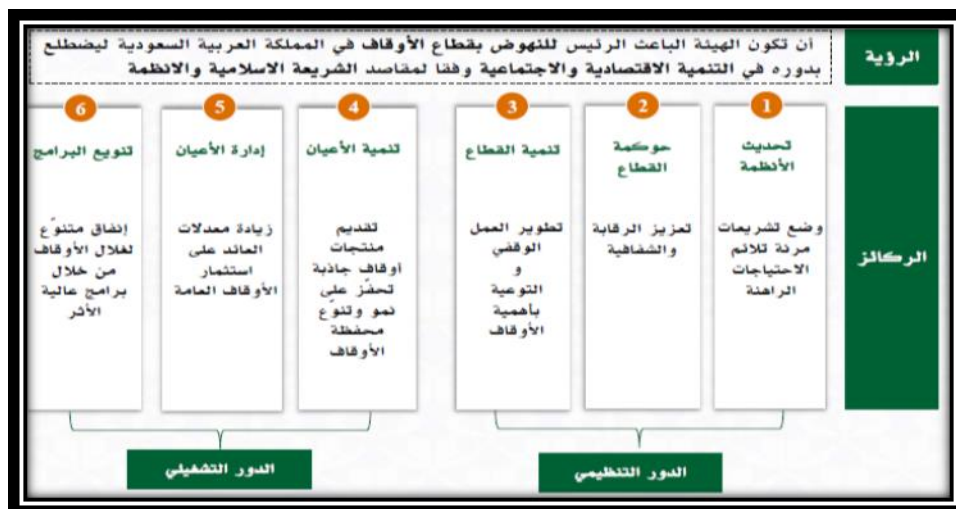 الرؤية
أن تكون الهيئة الباعث الرئيس للنهوض بقطاع الأوقاف في المملكة العربية السعودية ليضطلع
بدوره في التنمية الاقتصادية والاجتماعية وفقا لمقاصد الشريعة الاسلامية والانظمة
الركائز
1
تحديث
الأنظمة
وضع تشريعات
مرنة تلائم
الاحتياجات
الراهنة
2
حوكمة
القطاع
تعزيز الرقابة
والشفافية
3
تنمية القطاع
تطوير العمل
الوقفي
و
التوعية
بأهمية
الأوقاف
4
تنمية الأعيان
تقديم
منتجات
أوقاف جاذبة
تحفّز على
نمو وتنوّع
محفظة
الأوقاف
5
إدارة الأعيان
زيادة معدلات
العائد على
استثمار
الأوقاف العامة
6
تنويع البرامج
إنفاق متنوّع
لغلال الأوقاف
من خلال
برامج عالية
الأثر
الدور التنظيمي
الدور التشغيلي